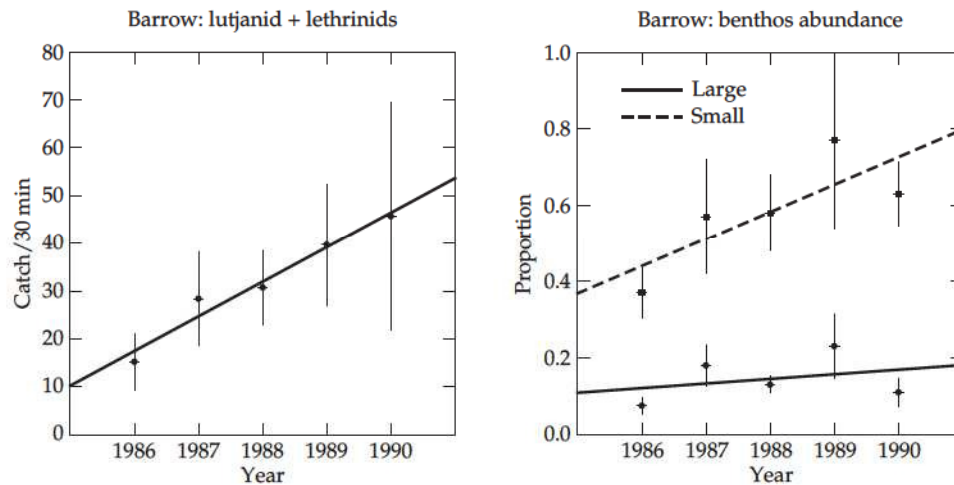 Barrow: lutjanid + lethrinids
80
70
60
50
40
30
20
10
0
Catch/30 min
1986 1987 1988 1989 1990
Year
Barrow: benthos abundance
1.0
0.8
0.6
0.4
0.2
0.0
Proportion
Large
Small
1986 1987 1988 1989 1990
Year